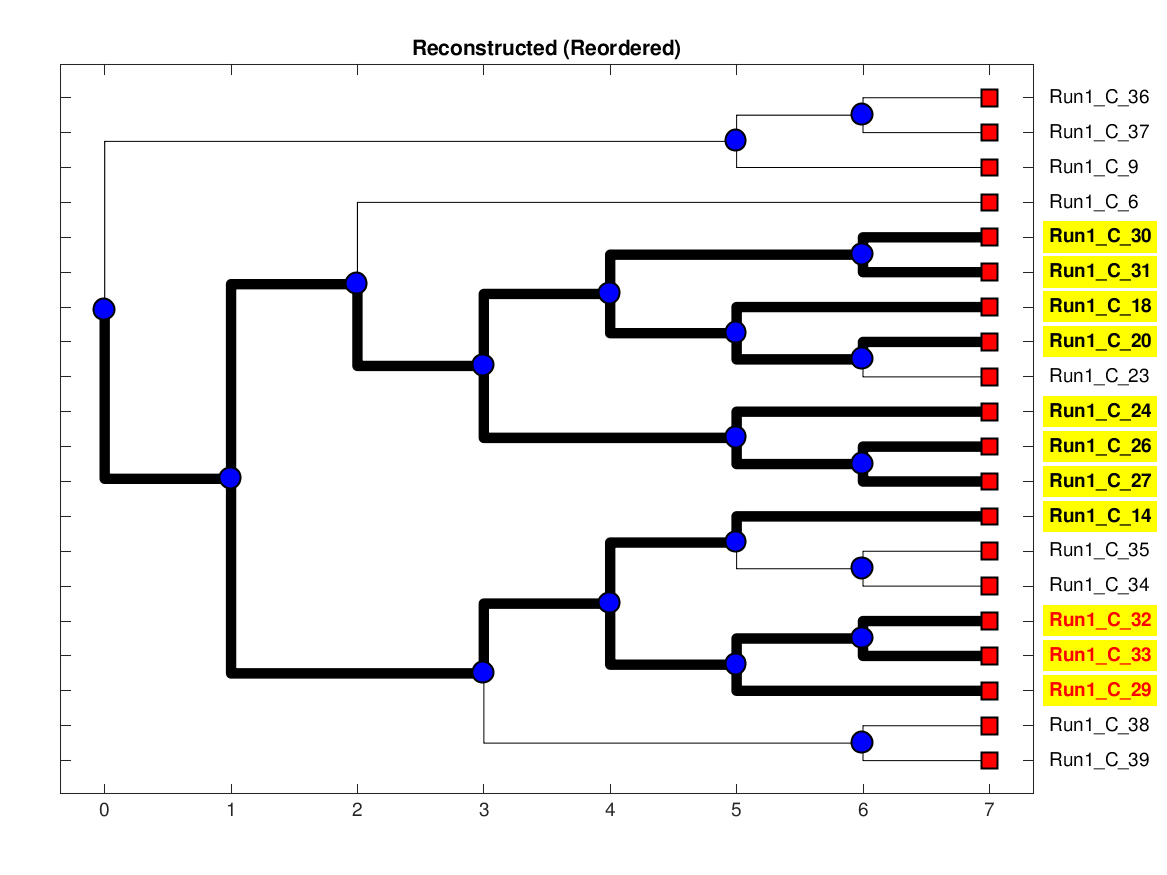 Reconstructed (Reordered)
Run1_C_36
Run1_C_37
Run1_C_9
Run1_C_6
Run1_C_30
Run1_C_31
Run1_C_18
Run1_C_20
Run1_C_23
Run1_C_24
Run1_C_26
Run1_C_27
Run1_C_14
Run1_C_35
Run1_C_34
Run1_C_32
Run1_C_33
Run1_C_29
Run1_C_38
Run1_C_39
0 1 2 3 4 5 6 7